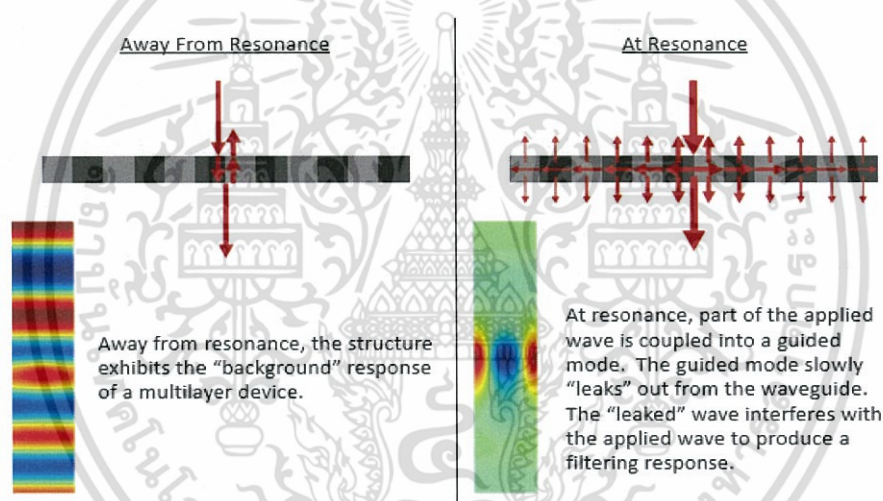 Away From Resonance
At Resonance
Away from resonance, the structure
exhibits the “background” response
of a multilayer device.
At resonance, part of the applied
wave is coupled into a guided
mode. The guided mode slowly
“leaks” out from the waveguide.
The “leaked” wave interferes with
the applied wave to produce a
filtering response.